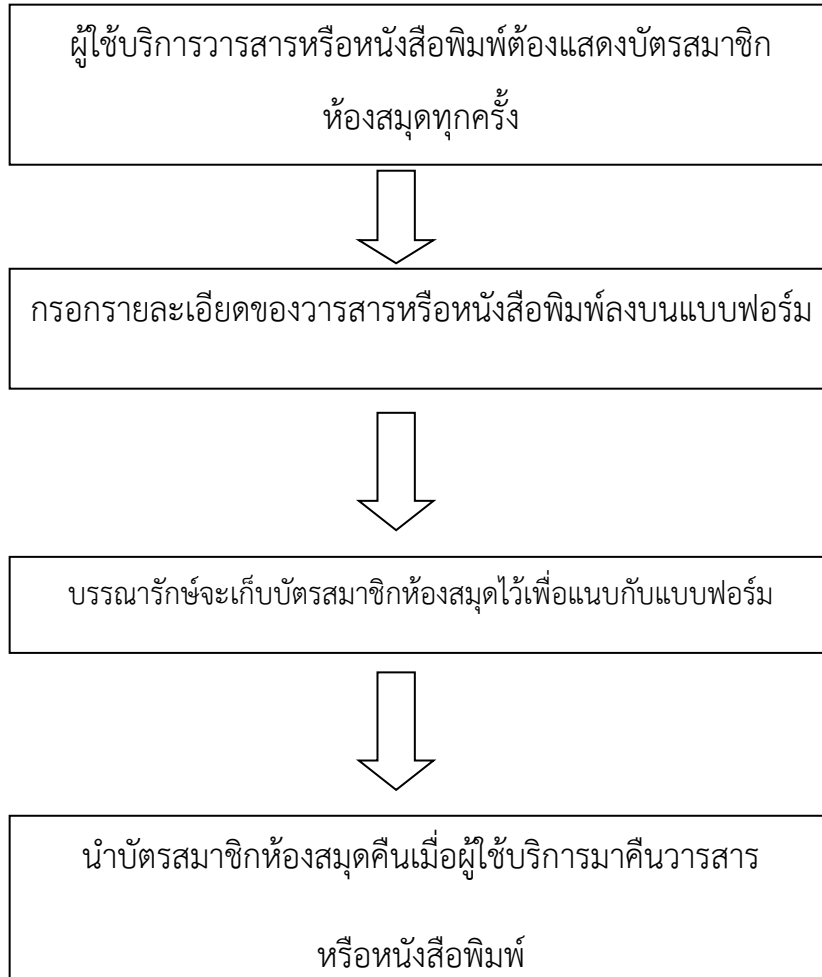 ผู้ใช้บริการวารสารหรือหนังสือพิมพ์ต้องแสดงบัตรสมาชิก
ห้องสมุดทุกครั้ง
กรอกรายละเอียดของวารสารหรือหนังสือพิมพ์ลงบนแบบฟอร์ม
บรรณารักษ์จะเก็บบัตรสมาชิกห้องสมุดไว้เพื่อแนบกับแบบฟอร์ม
นำบัตรสมาชิกห้องสมุดคืนเมื่อผู้ใช้บริการมาคืนวารสาร
หรือหนังสือพิมพ์